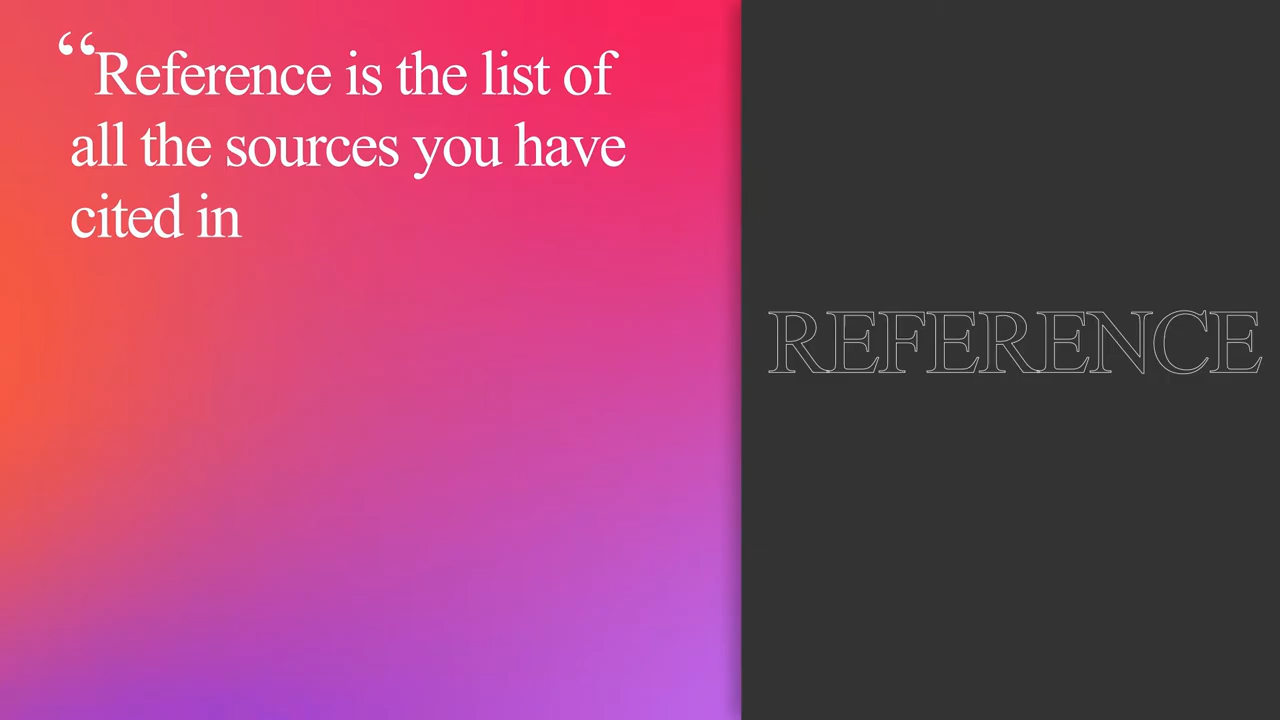 “Reference is the list of
all the sources you have
cited in
REFERENCE